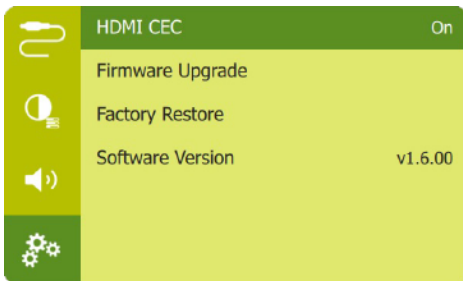 HDMI CEC On
Firmware Upgrade
Factory Restore
Software Version v1.6.00